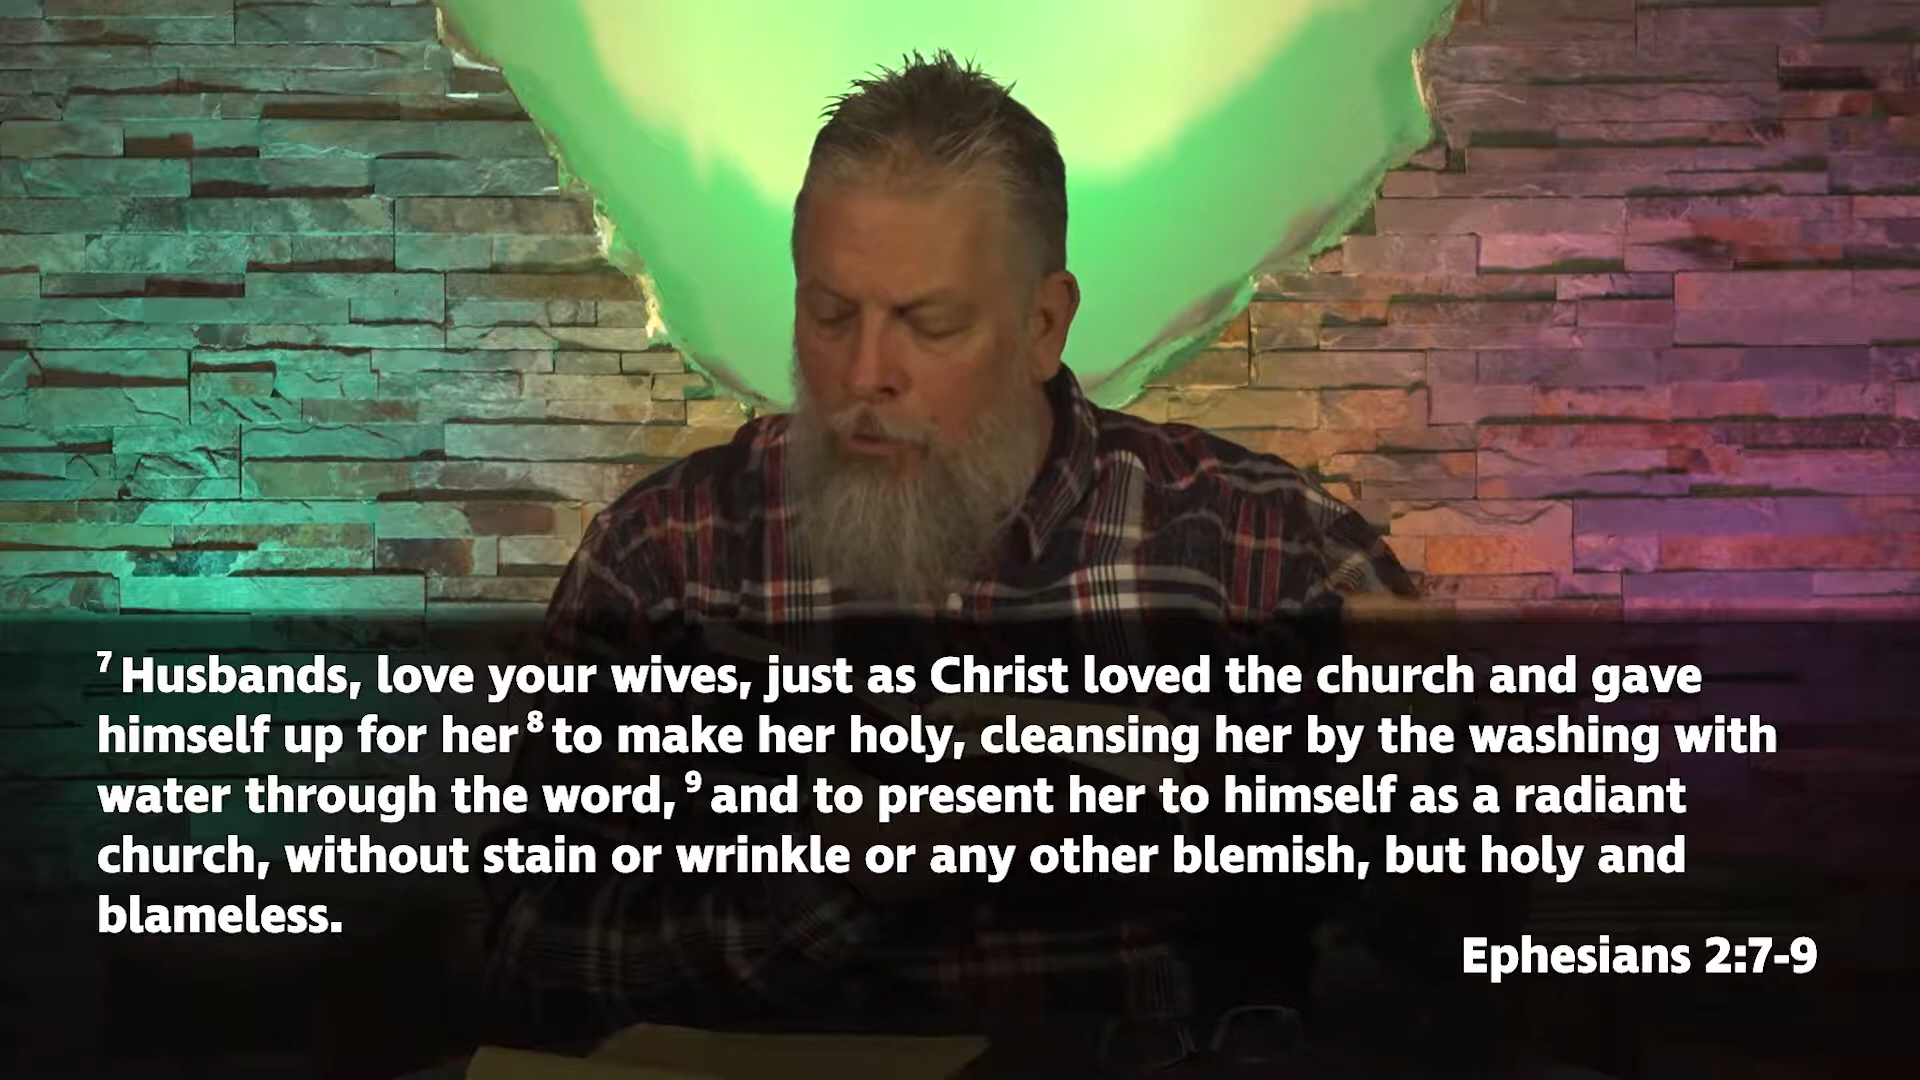 7 Husbands, love your wives, just as Christ loved the church and gave
himself up for her 8 to make her holy, cleansing her by the washing with
water through the word, 9 and to present her to himself as a radiant
church, without stain or wrinkle or any other blemish, but holy and
blameless.
Ephesians 2:7-9